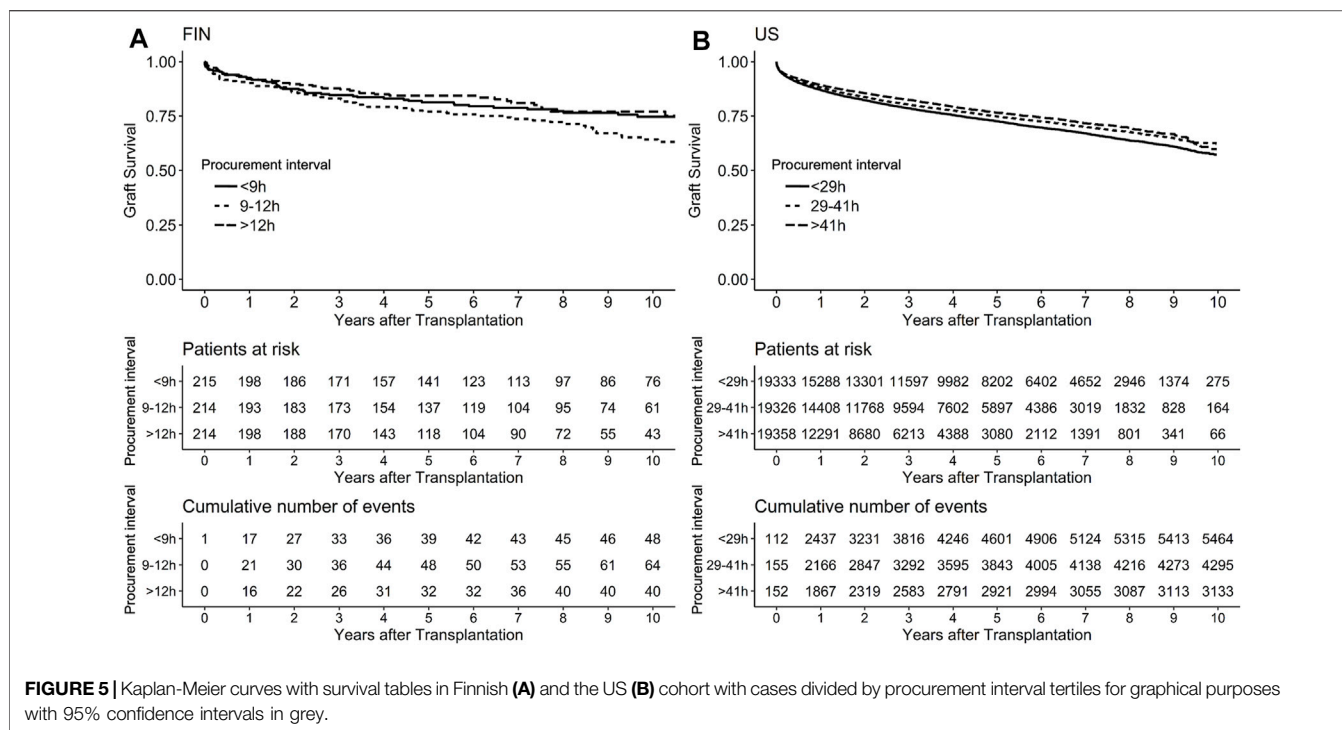 A FIN
1.00
0.75
0.50
0.25
0.00
Graft Survival
Procurement interval
<9h
9-12h
>12h
0 1 2 3 4 5 6 7 8 9 10
Years after Transplantation
Patients at risk
Procurement interval
<9h 215 198 186 171 157 141 123 113 97 86 76
9-12h 214 193 183 173 154 137 119 104 95 74 61
>12h 214 198 188 170 143 118 104 90 72 55 43
0 1 2 3 4 5 6 7 8 9 10
Years after Transplantation
Cumulative number of events
Procurement interval
<9h 1 17 27 33 36 39 42 43 45 46 48
9-12h 0 21 30 36 44 48 50 53 55 61 64
>12h 0 16 22 26 31 32 32 36 40 40 40
0 1 2 3 4 5 6 7 8 9 10
Years after Transplantation
B US
1.00
0.75
0.50
0.25
0.00
Graft Survival
Procurement interval
<29h
29-41h
>41h
0 1 2 3 4 5 6 7 8 9 10
Years after Transplantation
Patients at risk
Procurement interval
<29h 19333 15288 13301 11597 9982 8202 6402 4652 2946 1374 275
29-41h 19326 14408 11768 9594 7602 5897 4386 3019 1832 828 164
>41h 19358 12291 8680 6213 4388 3080 2112 1391 801 341 66
0 1 2 3 4 5 6 7 8 9 10
Years after Transplantation
Cumulative number of events
Procurement interval
<29h 112 2437 3231 3816 4246 4601 4906 5124 5315 5413 5464
29-41h 155 2166 2847 3292 3595 3843 4005 4138 4216 4273 4295
>41h 152 1867 2319 2583 2791 2921 2994 3055 3087 3113 3133
0 1 2 3 4 5 6 7 8 9 10
Years after Transplantation
FIGURE 5 | Kaplan-Meier curves with survival tables in Finnish (A) and the US (B) cohort with cases divided by procurement interval tertiles for graphical purposes
with 95% confidence intervals in grey.